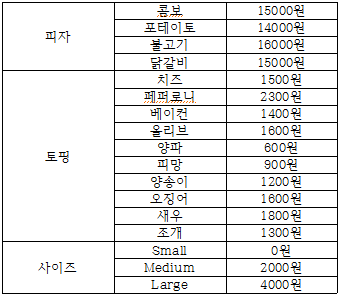 피자
콤보 15000원
포테이토 14000원
불고기 16000원
닭갈비 15000원
토핑
치즈 1500원
페퍼로니 2300원
베이컨 1400원
올리브 1600원
양파 600원
피망 900원
양송이 1200원
오징어 1600원
새우 1800원
조개 1300원
사이즈
Small 0원
Medium 2000원
Large 4000원